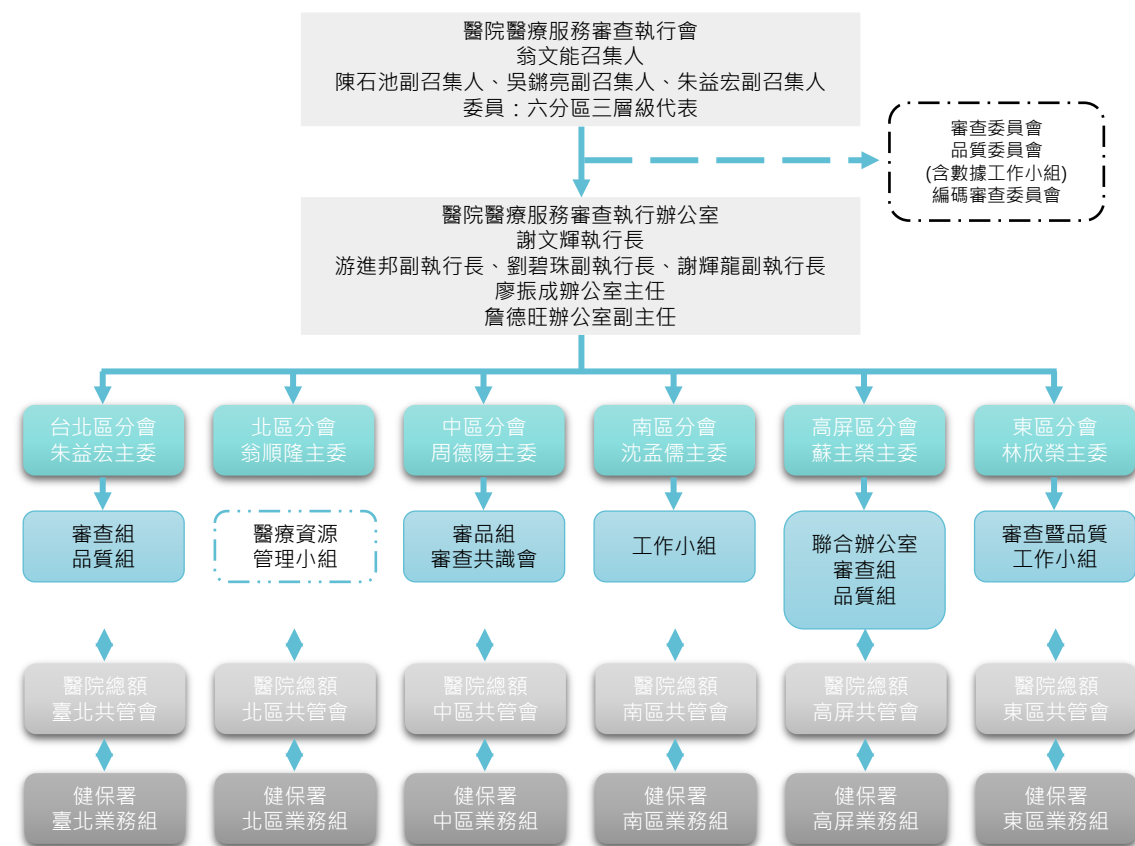 醫院醫療服務審查執行會
翁文能召集人
陳石池副召集人、吳鏘亮副召集人、朱益宏副召集人
委員：六分區三層級代表
審查委員會
品質委員會
(含數據工作小組)
編碼審查委員會
醫院醫療服務審查執行辦公室
謝文輝執行長
游進邦副執行長、劉碧珠副執行長、謝輝龍副執行長
廖振成辦公室主任
詹德旺辦公室副主任
台北區分會
朱益宏主委
北區分會
翁順隆主委
中區分會
周德陽主委
南區分會
沈孟儒主委
高屏區分會
蘇主榮主委
東區分會
林欣榮主委
審查組
品質組
醫療資源
管理小組
審品組
審查共識會
工作小組
聯合辦公室
審查組
品質組
審查暨品質
工作小組
醫院總額
臺北共管會
醫院總額
北區共管會
醫院總額
中區共管會
醫院總額
南區共管會
醫院總額
高屏共管會
醫院總額
東區共管會
健保署
臺北業務組
健保署
北區業務組
健保署
中區業務組
健保署
南區業務組
健保署
高屏業務組
健保署
東區業務組